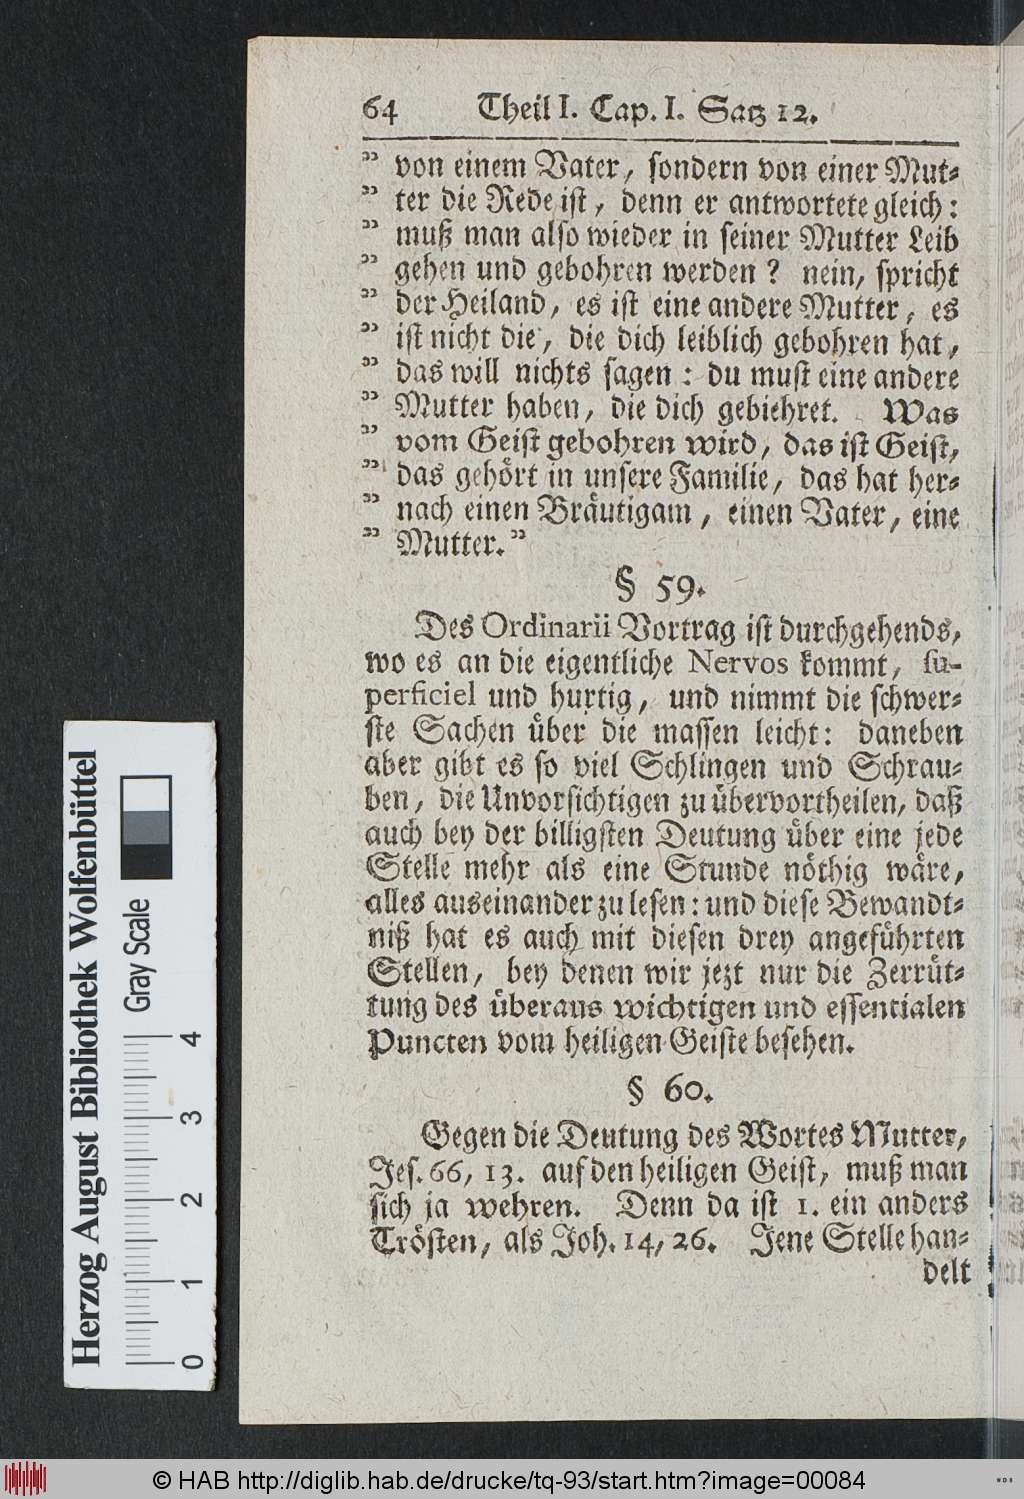 64 Theil I. Cap. I. Satz 12.
” von einem Vater, sondern von einer Mut-
” ter die Rede ist, denn er antwortete gleich:
” muß man also wieder in seiner Mutter Leib
” gehen und gebohren werden? nein, spricht
” der Heiland, es ist eine andere Mutter, es
” ist nicht die, die dich leiblich gebohren hat,
” das will nichts sagen: du must eine andere
” Mutter haben, die dich gebiehret. Was
” vom Geist gebohren wird, das ist Geist,
” das gehört in unsere Familie, das hat her-
” nach einen Bräutigam, einen Vater, eine
” Mutter.”
§ 59.
Des Ordinarii Vortrag ist durchgehends,
wo es an die eigentliche Nervos kommt, su-
perficiel und hurtig, und nimmt die schwer-
ste Sachen über die massen leicht: daneben
aber gibt es so viel Schlingen und Schrau-
ben, die Unvorsichtigen zu übervortheilen, daß
auch bey der billigsten Deutung über eine jede
Stelle mehr als eine Stunde nöthig wäre,
alles auseinander zu lesen: und diese Bewandt-
niß hat es auch mit diesen drey angeführten
Stellen, bey denen wir jezt nur die Zerrüt-
tung des überaus wichtigen und essentialen
Puncten vom heiligen Geiste besehen.
§ 60.
Gegen die Deutung des Wortes Mutter,
Jes. 66, 13. auf den heiligen Geist, muß man
sich ja wehren. Denn da ist 1. ein anders
Trösten, als Joh. 14, 26. Jene Stelle han-
delt
Herzog August Bibliothek Wolfenbüttel
Gray Scale
0 1 2 3 4
© HAB http://diglib.hab.de/drucke/tq-93/start.htm?image=00084
WDB